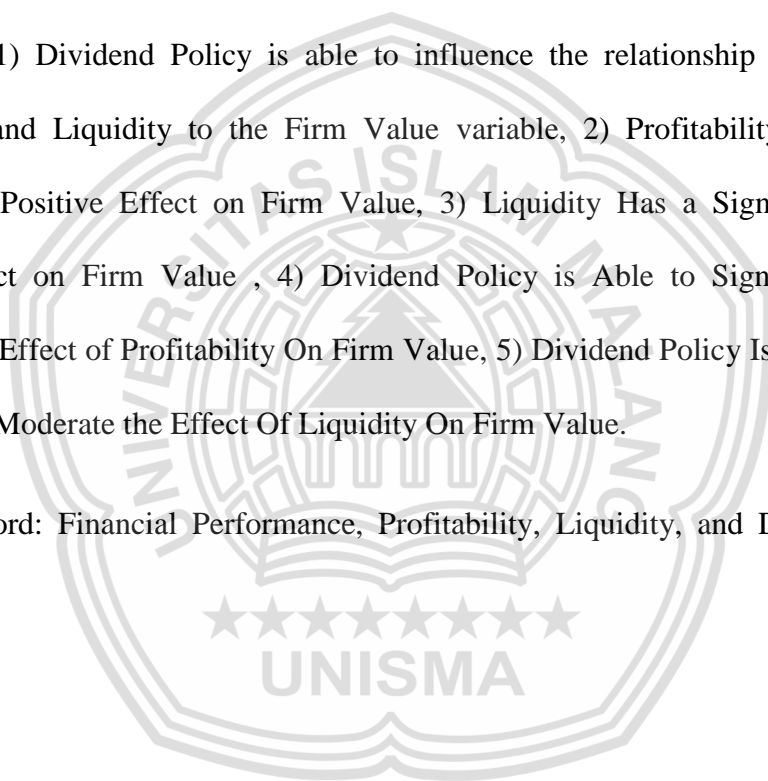 1) Dividend Policy is able to influence the relationship
and Liquidity to the Firm Value variable, 2) Profitability
Positive Effect on Firm Value, 3) Liquidity Has a Sign
ct on Firm Value , 4) Dividend Policy is Able to Sign
Effect of Profitability On Firm Value, 5) Dividend Policy Is
Moderate the Effect Of Liquidity On Firm Value.
ord: Financial Performance, Profitability, Liquidity, and D
UNIVERSITAS ISLAM MALANG
UNISMA